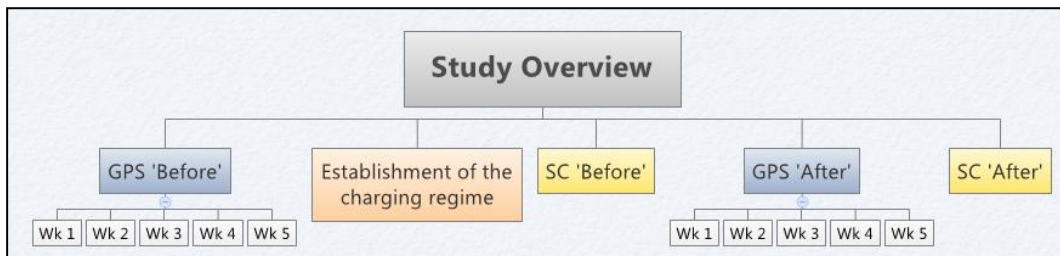 Study Overview
GPS 'Before'
Establishment of the
charging regime
SC 'Before'
GPS 'After'
SC 'After'
Wk 1
Wk 2
Wk 3
Wk 4
Wk 5
Wk 1
Wk 2
Wk 3
Wk 4
Wk 5